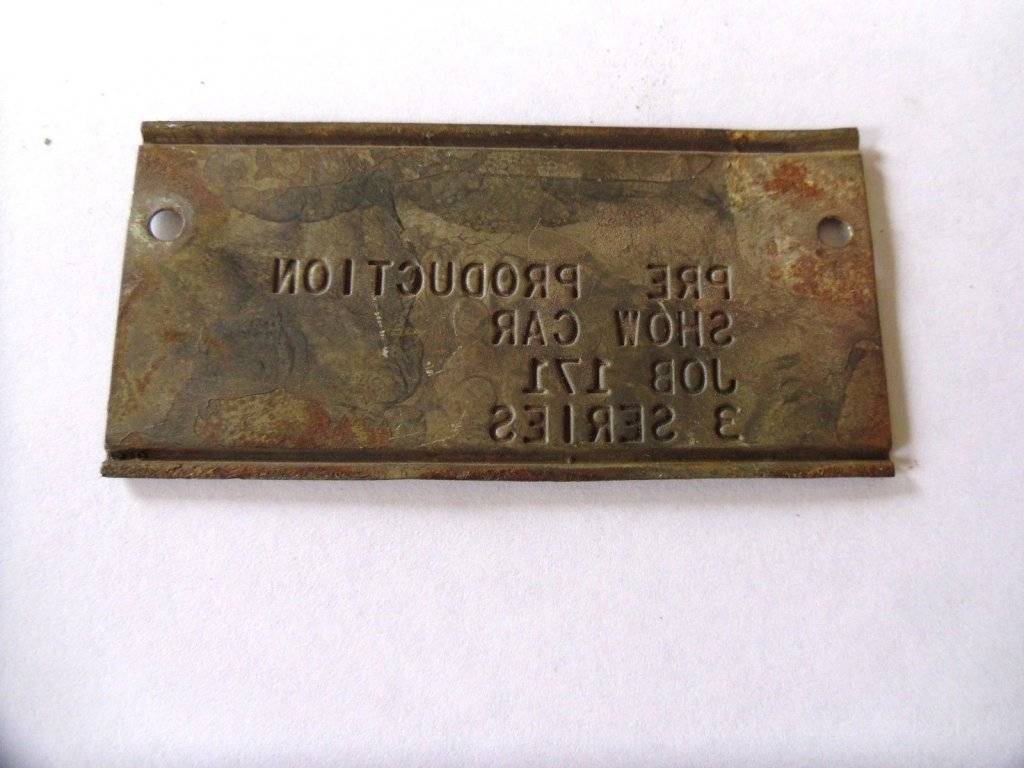 PRE PRODUCTION
SHOW CAR
JOB 171
3 SERIES